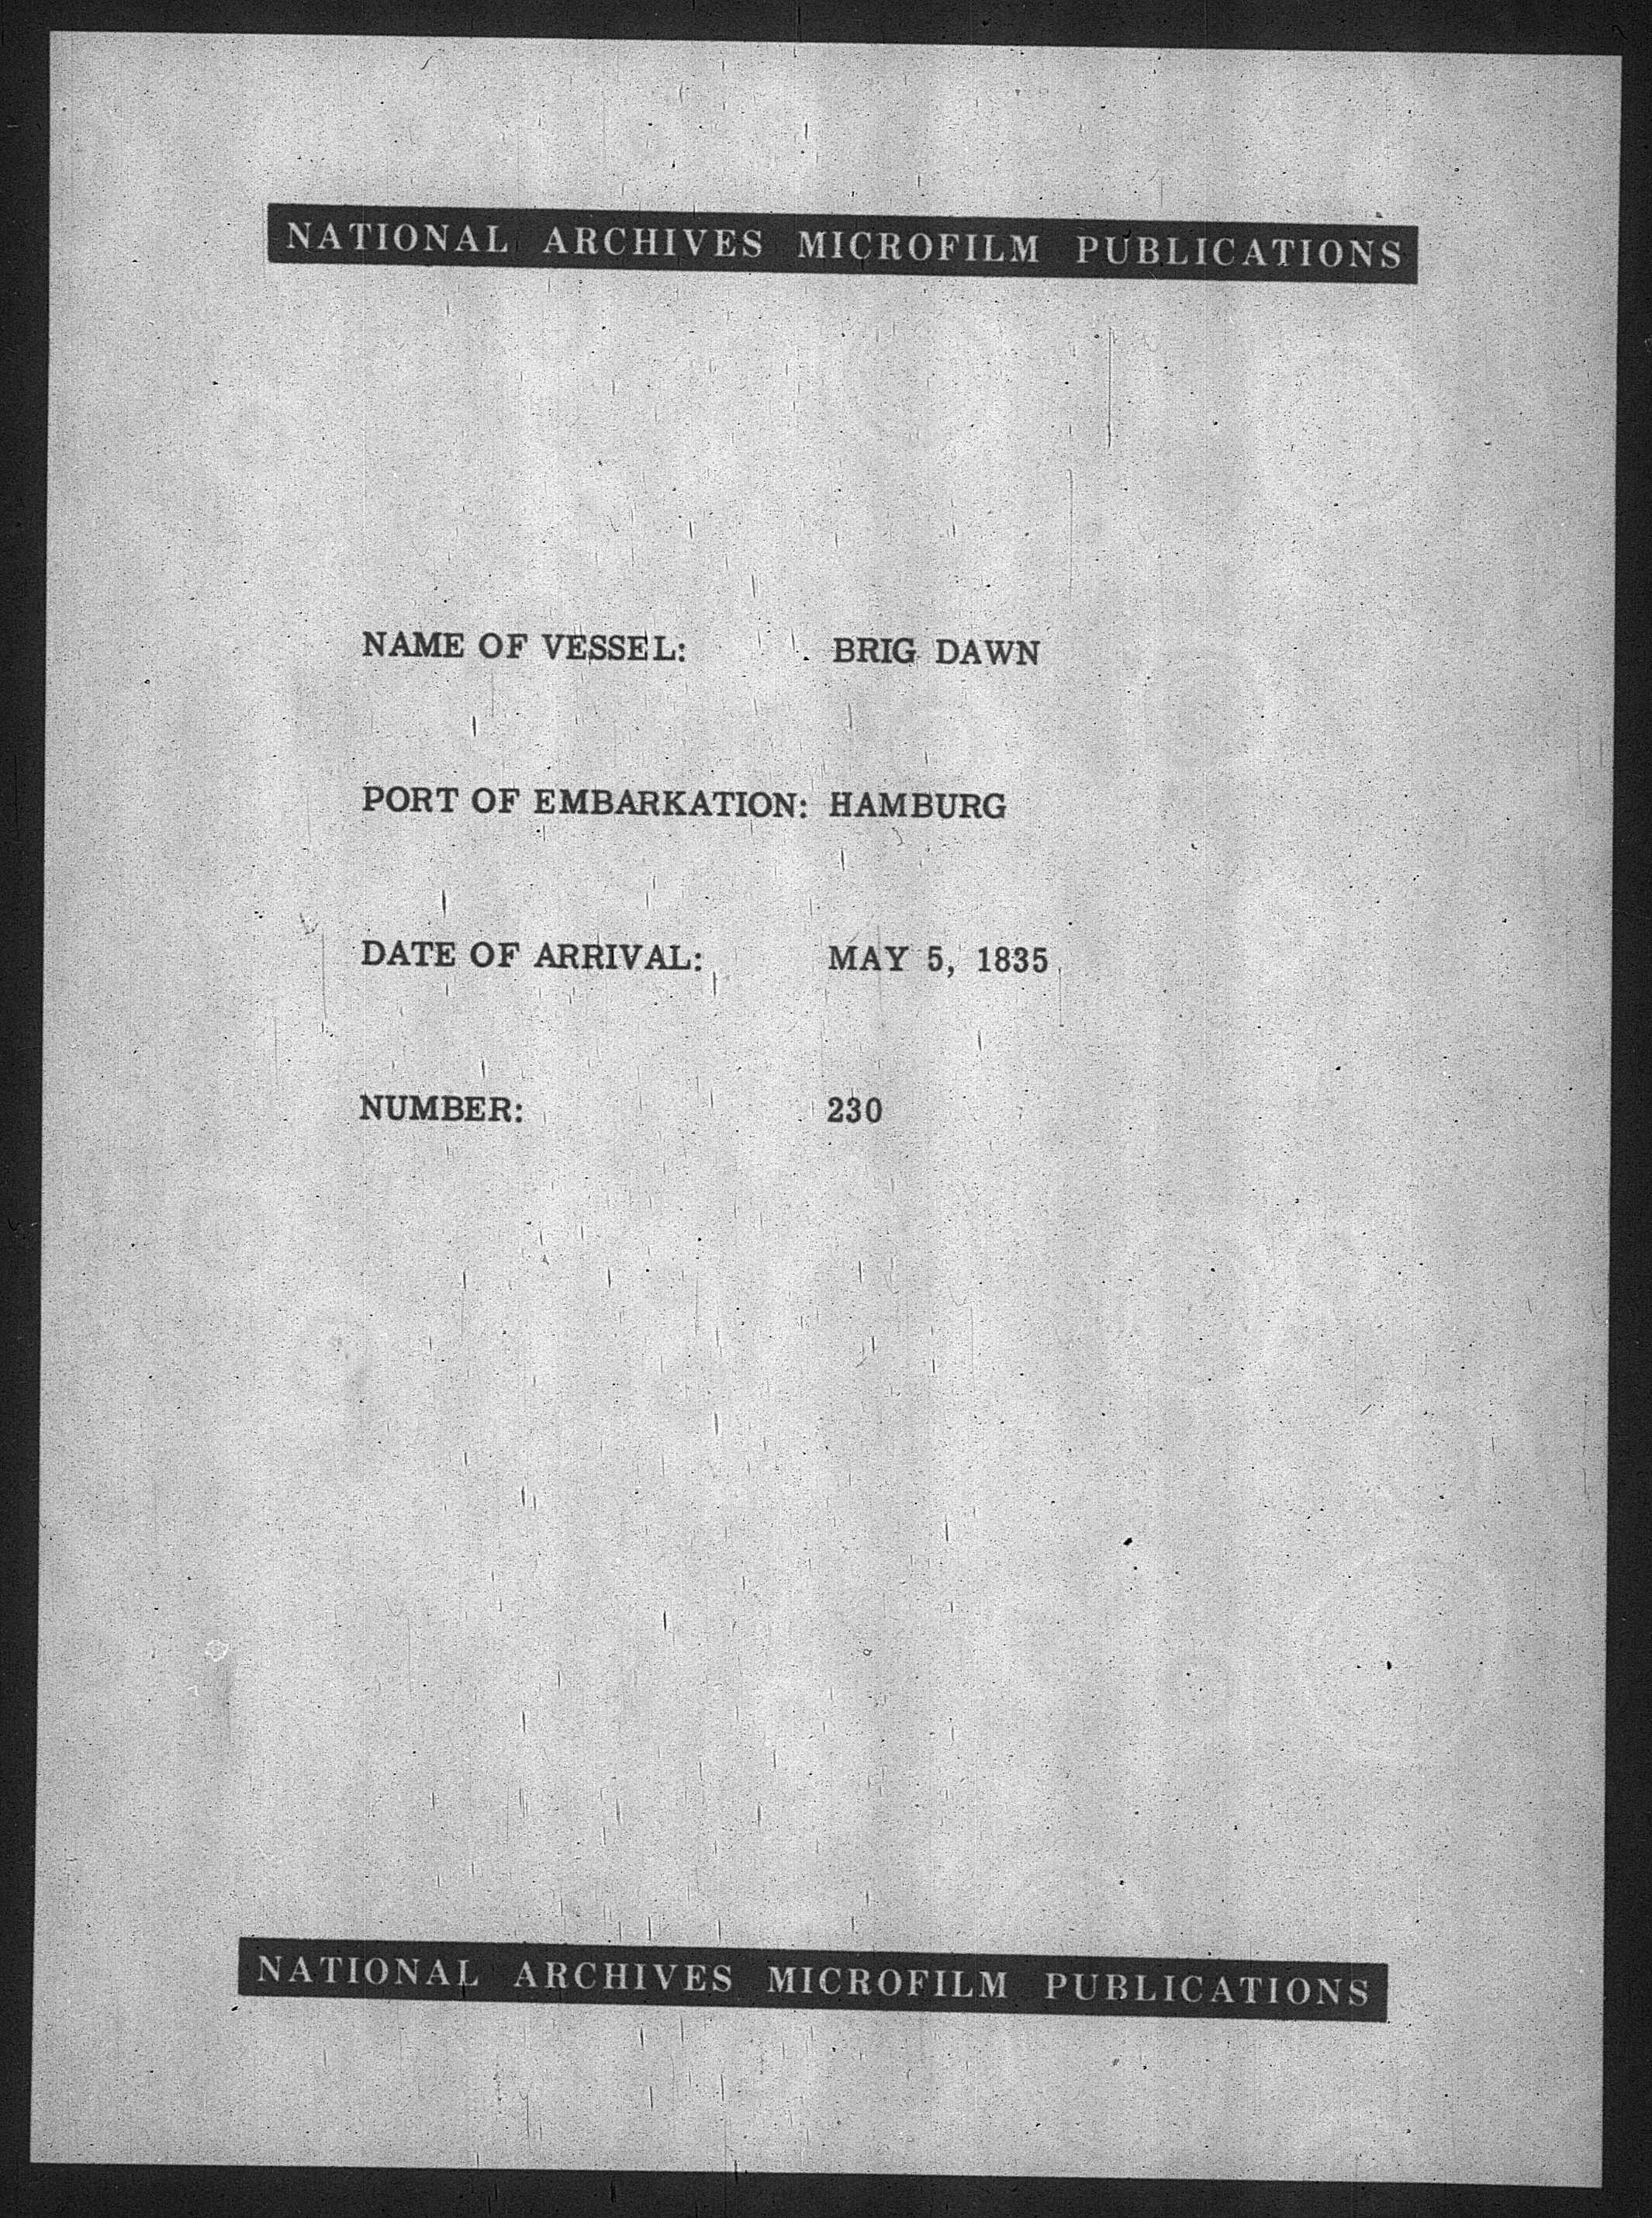 NATIONAL ARCHIVES MICROFILM PUBLICATIONS
NAME OF VESSEL: BRIG DAWN
PORT OF EMBARKATION: HAMBURG
DATE OF ARRIVAL: MAY 5, 1835
NUMBER: 230
NATIONAL ARCHIVES MICROFILM PUBLICATIONS